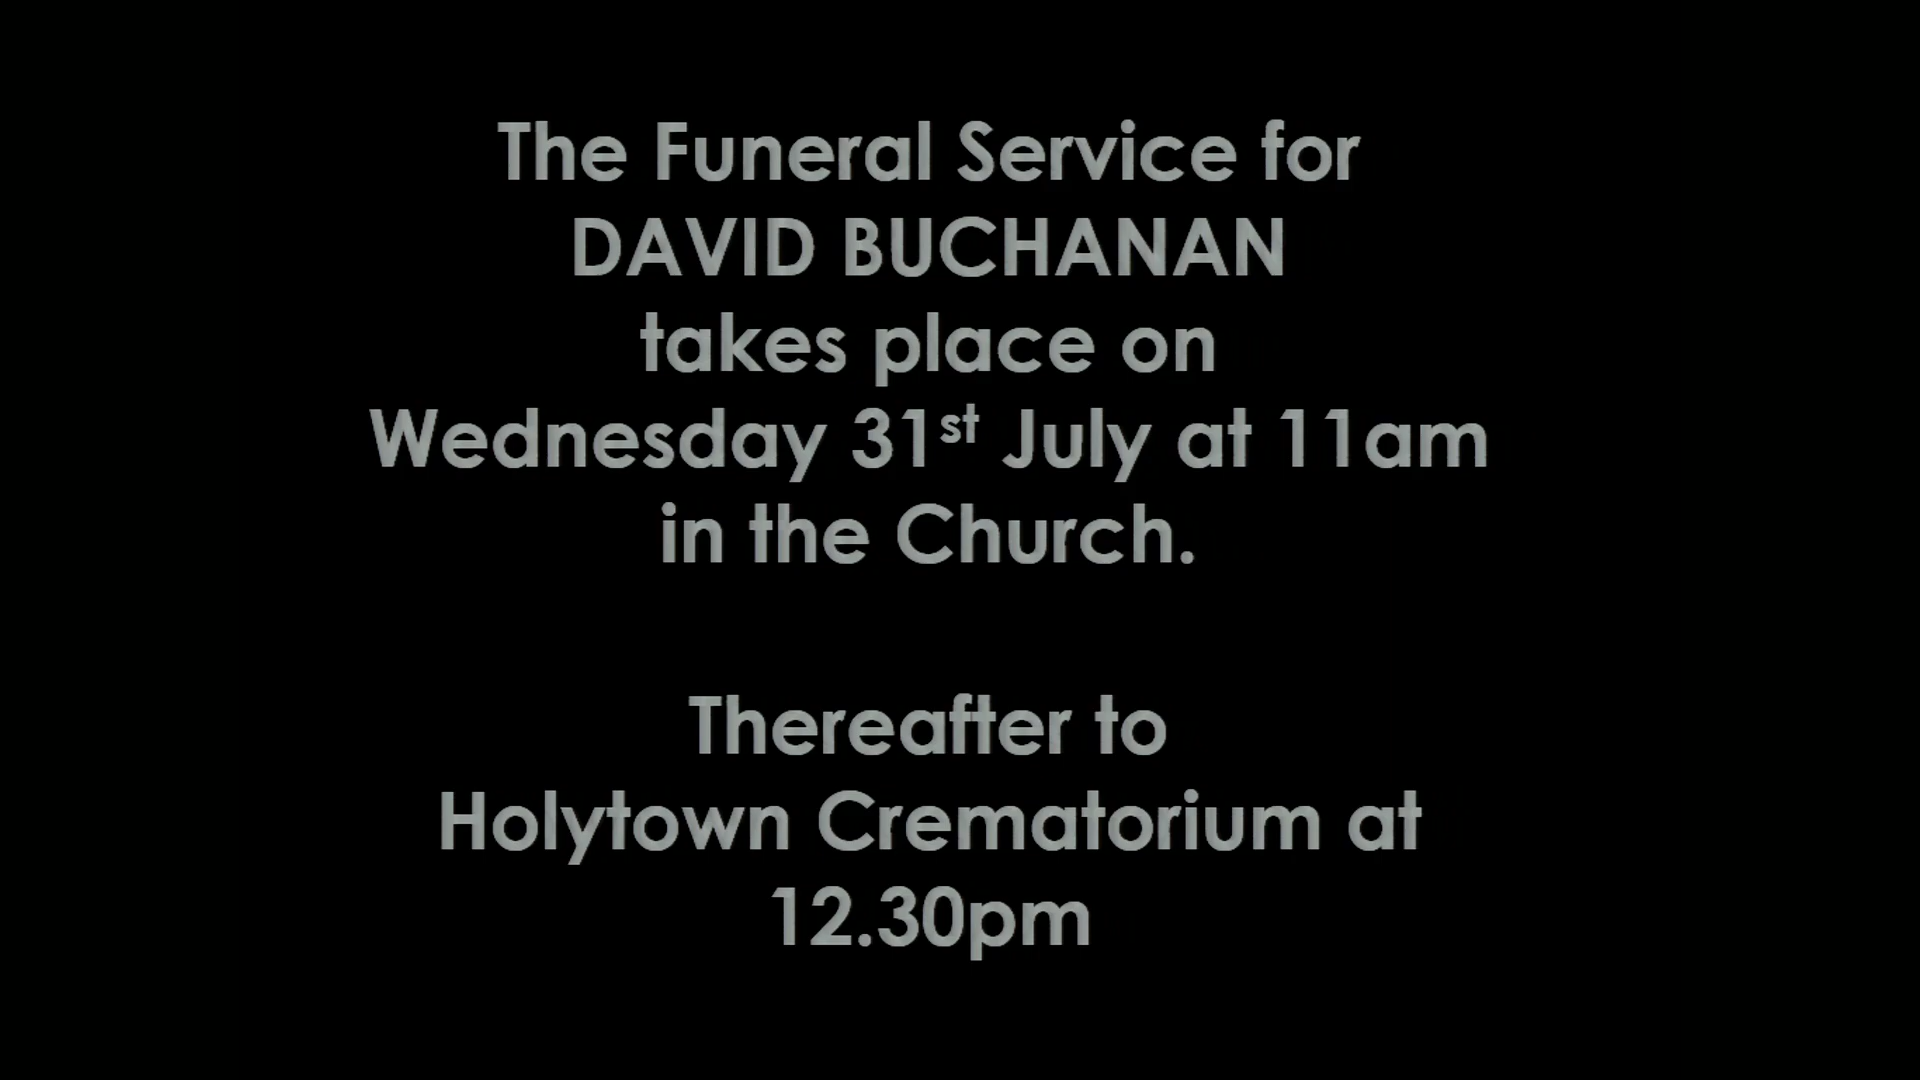 The Funeral Service for
DAVID BUCHANAN
takes place on
Wednesday 31st July at 11am
in the Church.
Thereafter to
Holytown Crematorium at
12.30pm